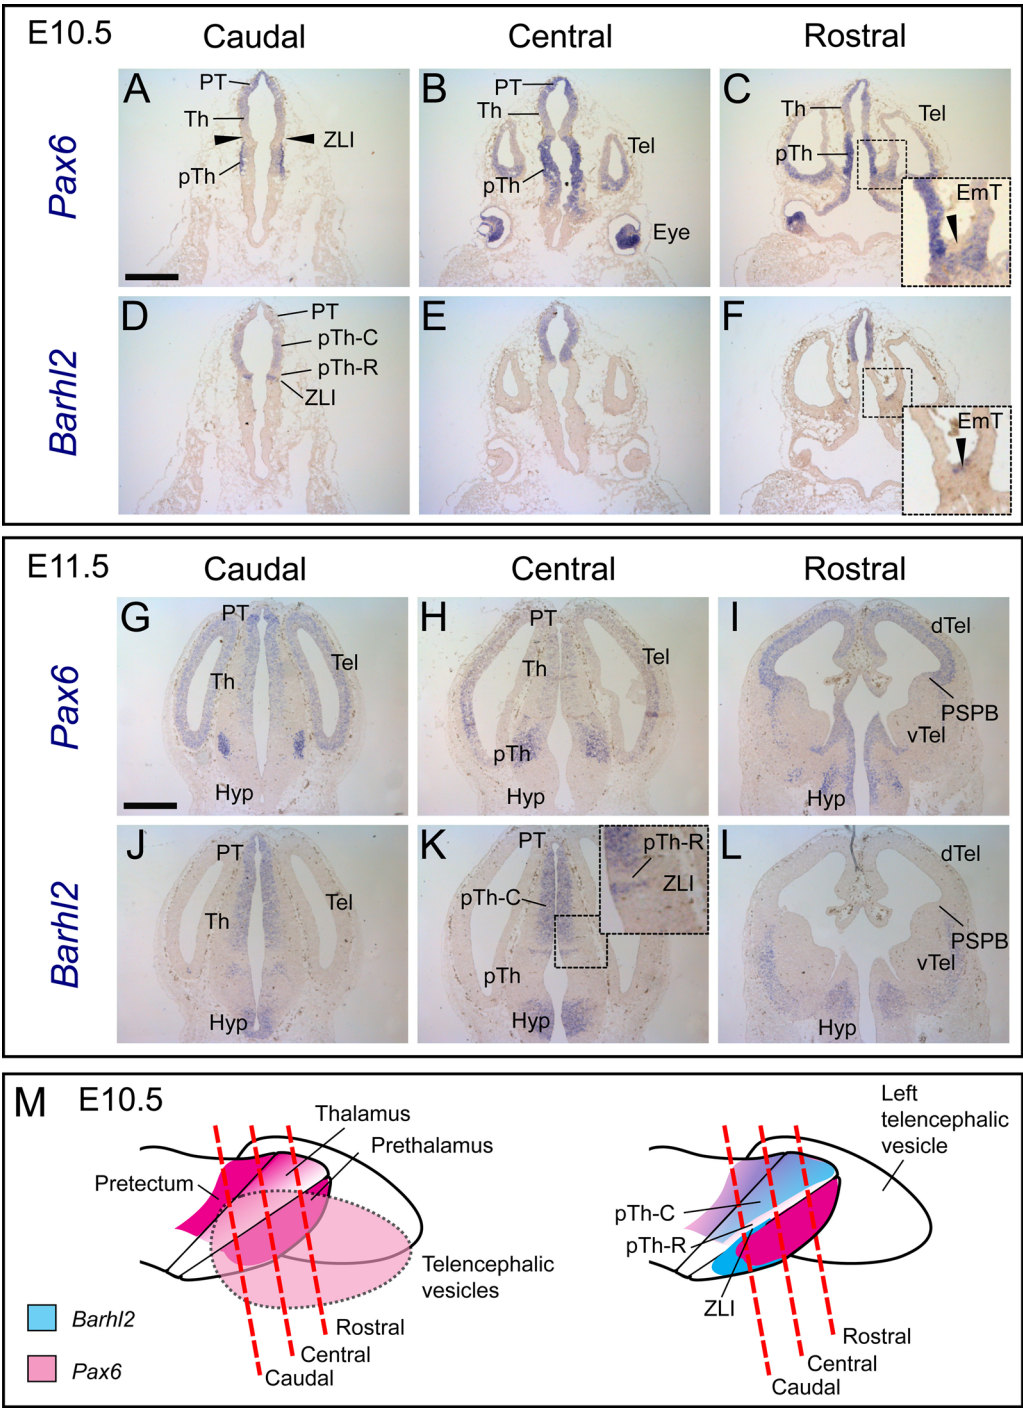 E10.5
Caudal
Central
Rostral
Pax6
A
PT
Th
ZLI
pTh
B
PT
Th
Tel
pTh
Eye
C
Th
Tel
pTh
EmT
Barhl2
D
PT
pTh-C
pTh-R
ZLI
E
F
EmT
E11.5
Caudal
Central
Rostral
Pax6
G
PT
Tel
Th
Hyp
H
PT
Th
Tel
pTh
Hyp
I
dTel
PSPB
vTel
Hyp
Barhl2
J
PT
Tel
Th
Hyp
K
PT
pTh-R
ZLI
pTh-C
pTh
Hyp
L
dTel
PSPB
vTel
Hyp
M
E10.5
Thalamus
Prethalamus
Pretectum
Telencephalic
vesicles
Rostral
Central
Caudal
Barhl2
Pax6
Left
telencephalic
vesicle
pTh-C
pTh-R
ZLI
Rostral
Central
Caudal